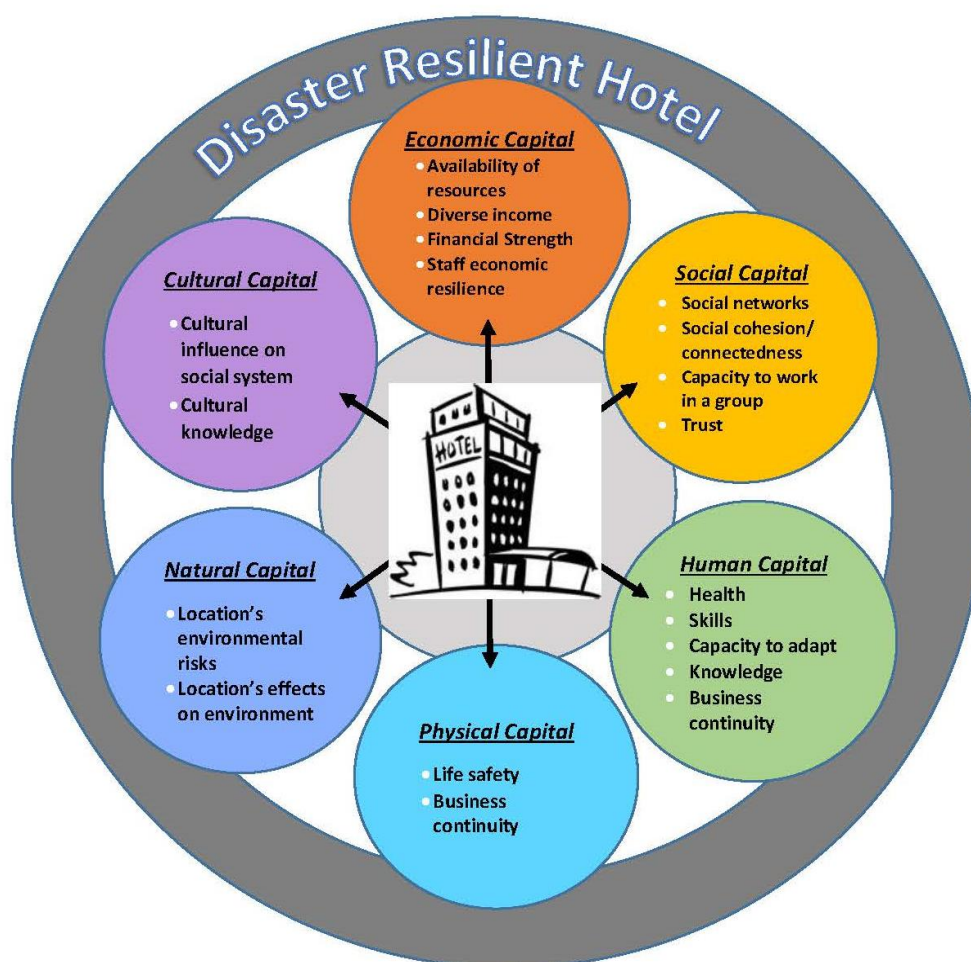 Disaster Resilient Hotel
Economic Capital
• Availability of
resources
• Diverse income
• Financial Strength
• Staff economic
resilience
Cultural Capital
• Cultural
influence on
social system
• Cultural
knowledge
Social Capital
• Social networks
• Social cohesion/
connectedness
• Capacity to work
in a group
• Trust
HOTEL
Natural Capital
• Location's
environmental
risks
• Location's effects
on environment
Human Capital
• Health
• Skills
• Capacity to adapt
• Knowledge
• Business
continuity
Physical Capital
• Life safety
• Business
continuity